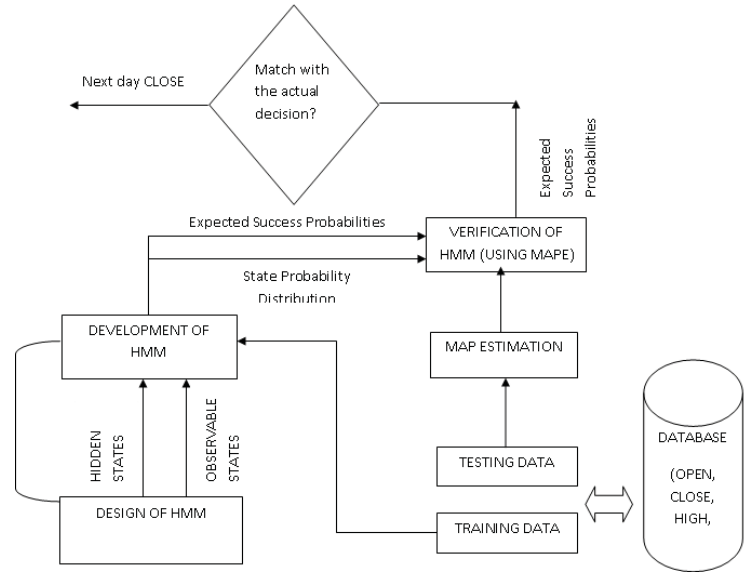 Match with
the actual
decision?
Next day CLOSE
Expected
Success
Probabilities
Expected Success Probabilities
VERIFICATION OF
HMM (USING MAPE)
State Probability
Distribution
DEVELOPMENT OF
HMM
MAP ESTIMATION
HIDDEN
STATES
OBSERVABLE
STATES
DATABASE
(OPEN,
CLOSE,
HIGH,
TESTING DATA
DESIGN OF HMM
TRAINING DATA